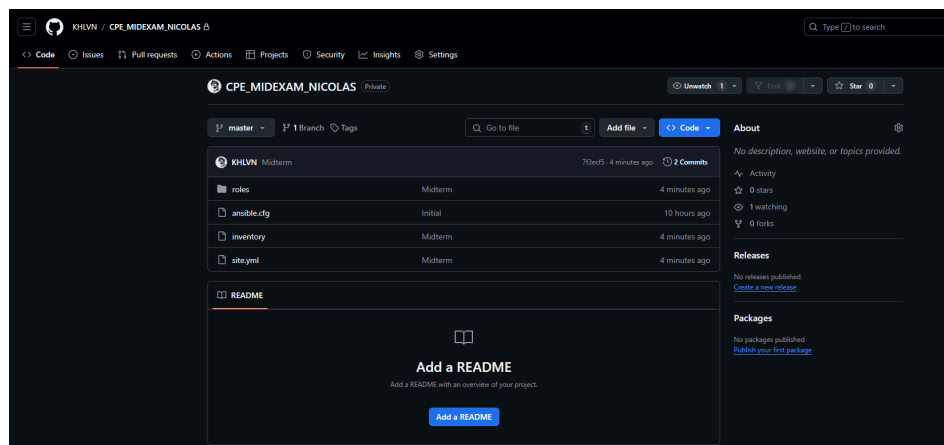 KHLVN / CPE_MIDEXAM_NICOLAS
Q Type / to search
<> Code Issues Pull requests Actions Projects Security Insights Settings
CPE_MIDEXAM_NICOLAS Private
Unwatch 1 Fork 0 Star 0
master 1 Branch Tags
Go to file t Add file <> Code
KHLVN Midterm 7f3ecf5 · 4 minutes ago 2 Commits
roles Midterm 4 minutes ago
ansible.cfg Initial 10 hours ago
inventory Midterm 4 minutes ago
site.yml Midterm 4 minutes ago
README
Add a README
Add a README with an overview of your project.
Add a README
About
No description, website, or topics provided.
Activity
0 stars
1 watching
0 forks
Releases
No releases published
Create a new release
Packages
No packages published
Publish your first package